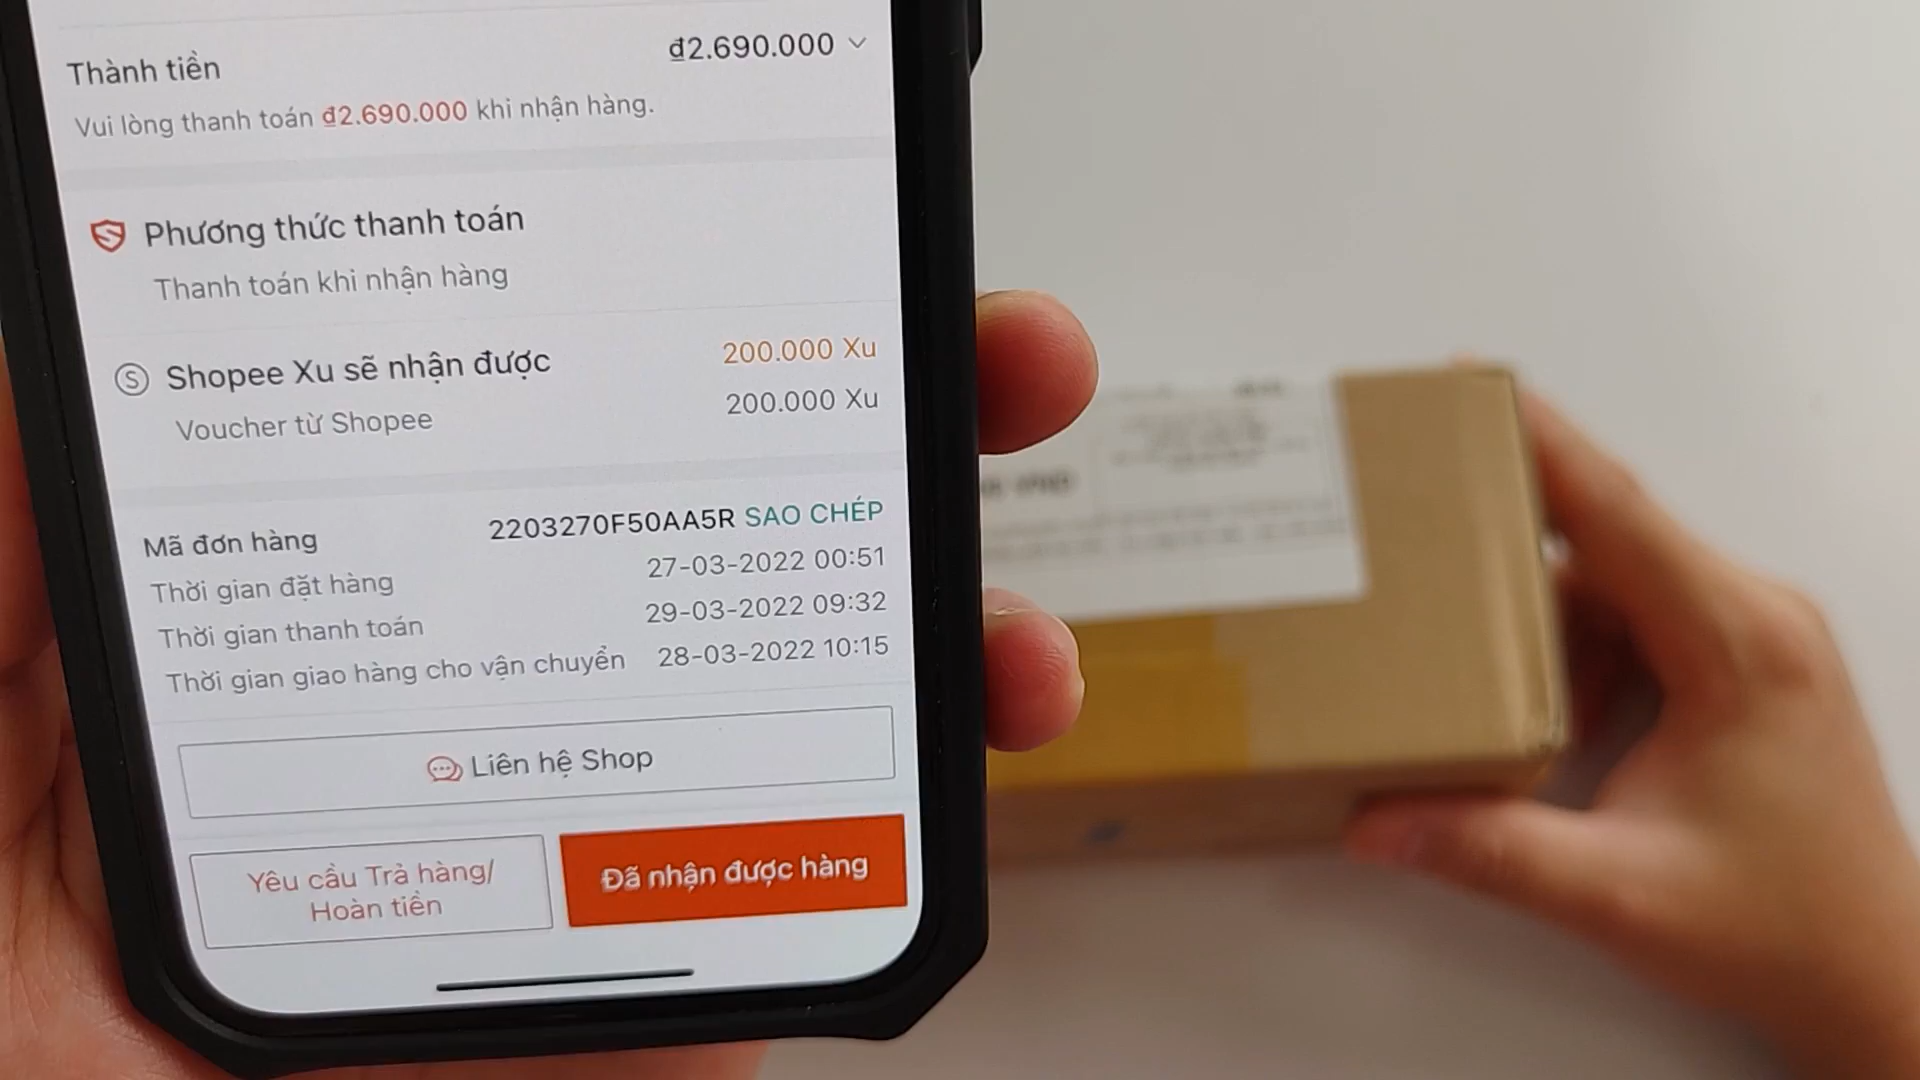 Thành tiền ₫2.690.000
Vui lòng thanh toán ₫2.690.000 khi nhận hàng.
Phương thức thanh toán
Thanh toán khi nhận hàng
Shopee Xu sẽ nhận được 200.000 Xu
Voucher từ Shopee 200.000 Xu
Mã đơn hàng 2203270F50AA5R SAO CHÉP
Thời gian đặt hàng 27-03-2022 00:51
Thời gian thanh toán 29-03-2022 09:32
Thời gian giao hàng cho vận chuyển 28-03-2022 10:15
Liên hệ Shop
Yêu cầu Trả hàng/
Hoàn tiền
Đã nhận được hàng